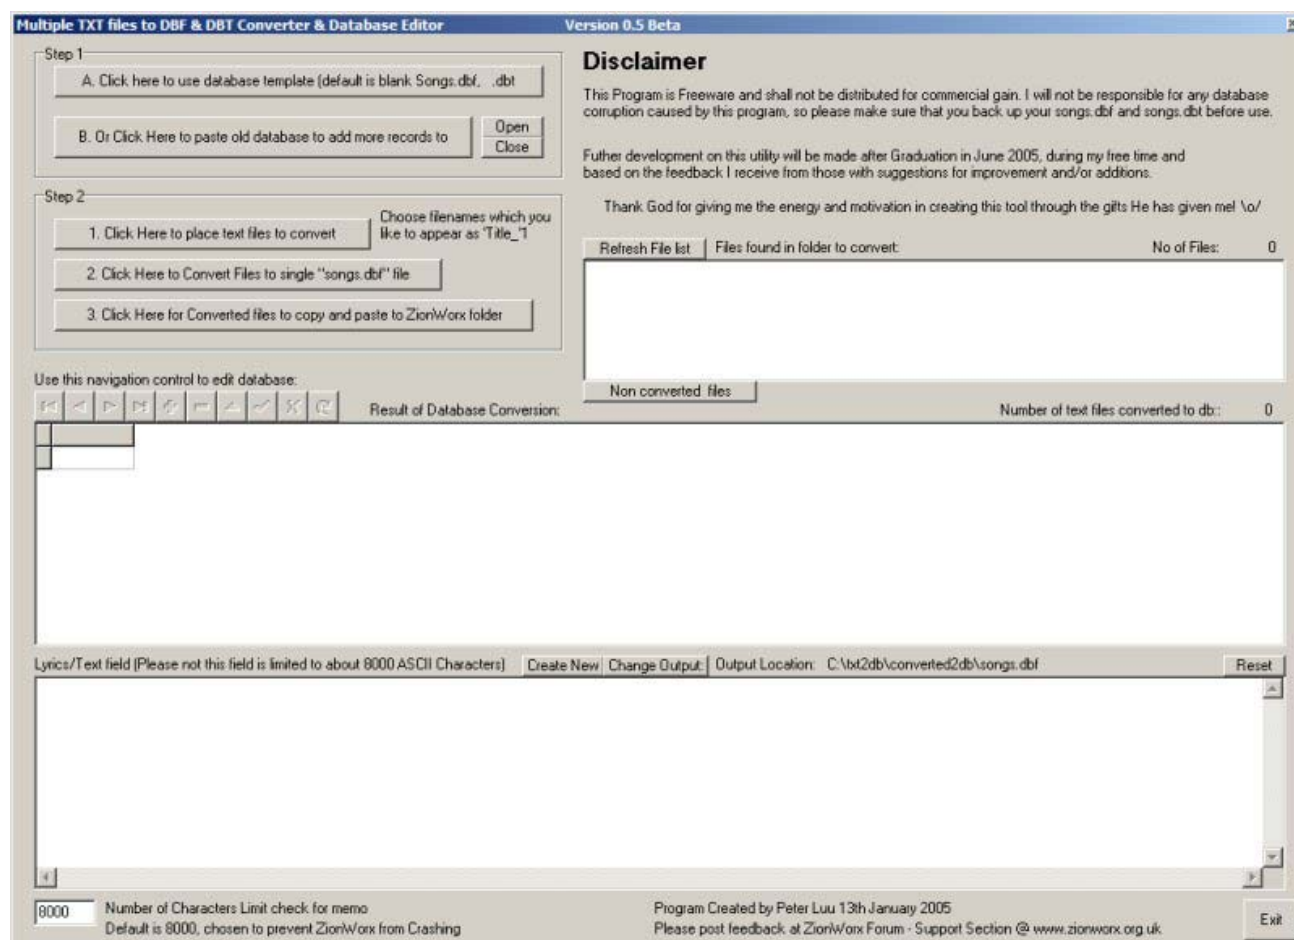 Multiple TXT files to DBF & DBT Converter & Database Editor Version 0.5 Beta
Step 1
A. Click here to use database template (default is blank Songs.dbf, .dbt
B. Or Click Here to paste old database to add more records to
Open
Close
Step 2
1. Click Here to place text files to convert
Choose filenames which you
like to appear as 'Title_'1
2. Click Here to Convert Files to single "songs.dbf" file
3. Click Here for Converted files to copy and paste to ZionWorx folder
Disclaimer
This Program is Freeware and shall not be distributed for commercial gain. I will not be responsible for any database
corruption caused by this program, so please make sure that you back up your songs.dbf and songs.dbt before use.
Futher development on this utility will be made after Graduation in June 2005, during my free time and
based on the feedback I receive from those with suggestions for improvement and/or additions.
Thank God for giving me the energy and motivation in creating this tool through the gifts He has given me! \o/
Refresh File list Files found in folder to convert: No of Files: 0
Non converted files
Use this navigation control to edit database:
Result of Database Conversion: Number of text files converted to db:: 0
Lyrics/Text field (Please not this field is limited to about 8000 ASCII Characters) Create New Change Output: Output Location: C:\txt2db\converted2db\songs.dbf Reset
8000
Number of Characters Limit check for memo
Default is 8000, chosen to prevent ZionWorx from Crashing
Program Created by Peter Luu 13th January 2005
Please post feedback at ZionWorx Forum - Support Section @ www.zionworx.org.uk
Exit